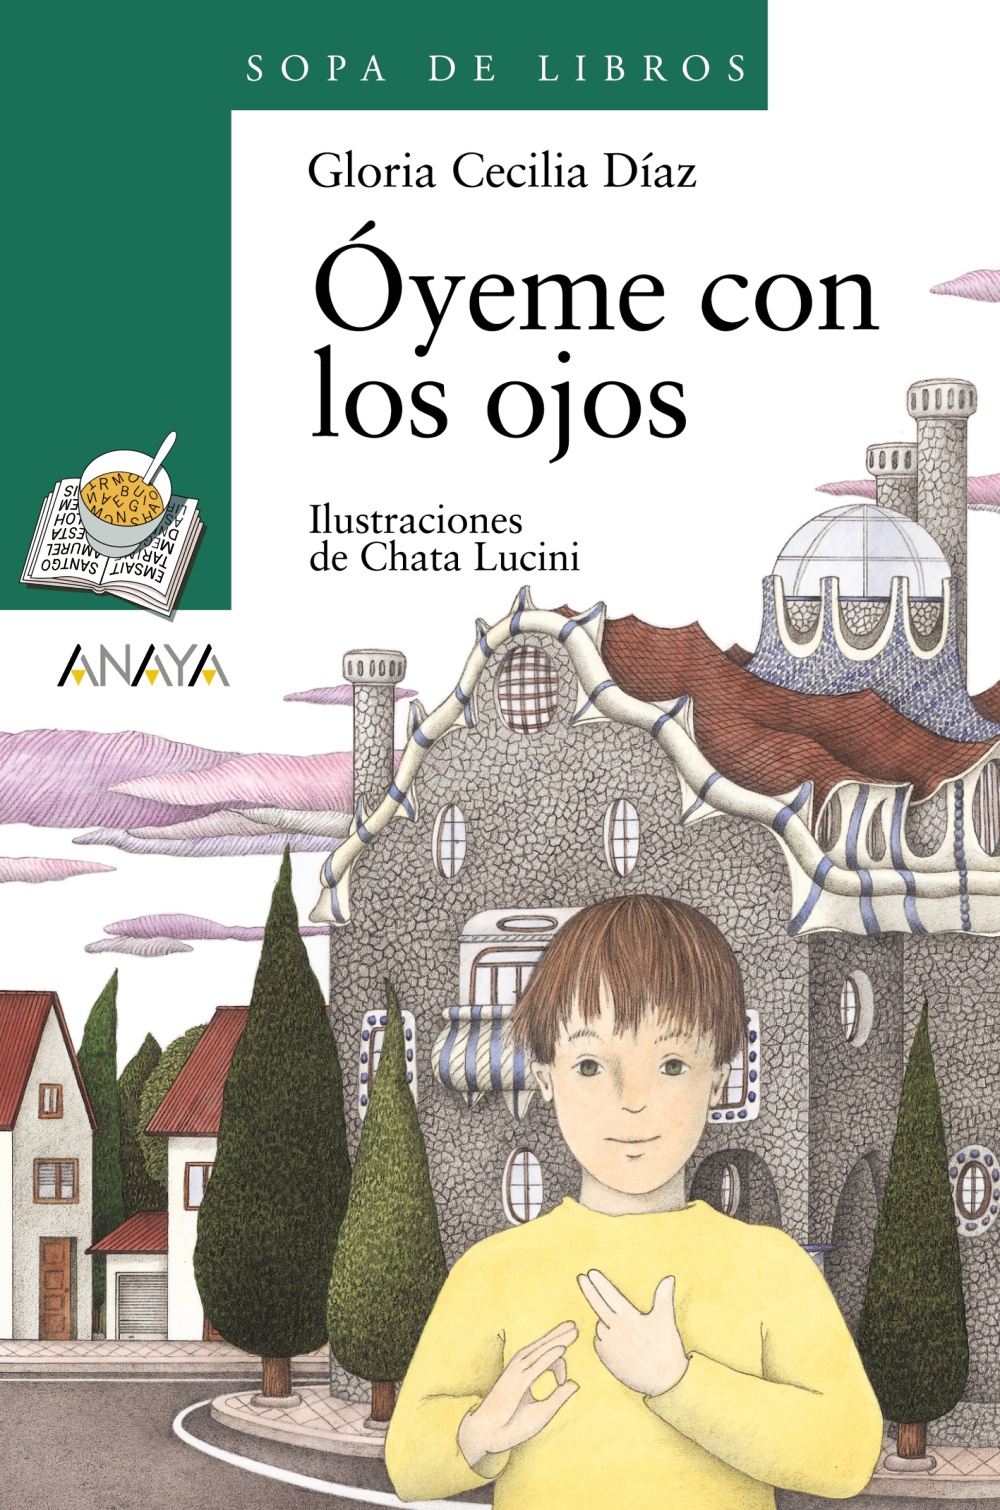 SOPA DE LIBROS
Gloria Cecilia Díaz
Óyeme con
los ojos
Ilustraciones
de Chata Lucini
ANAYA